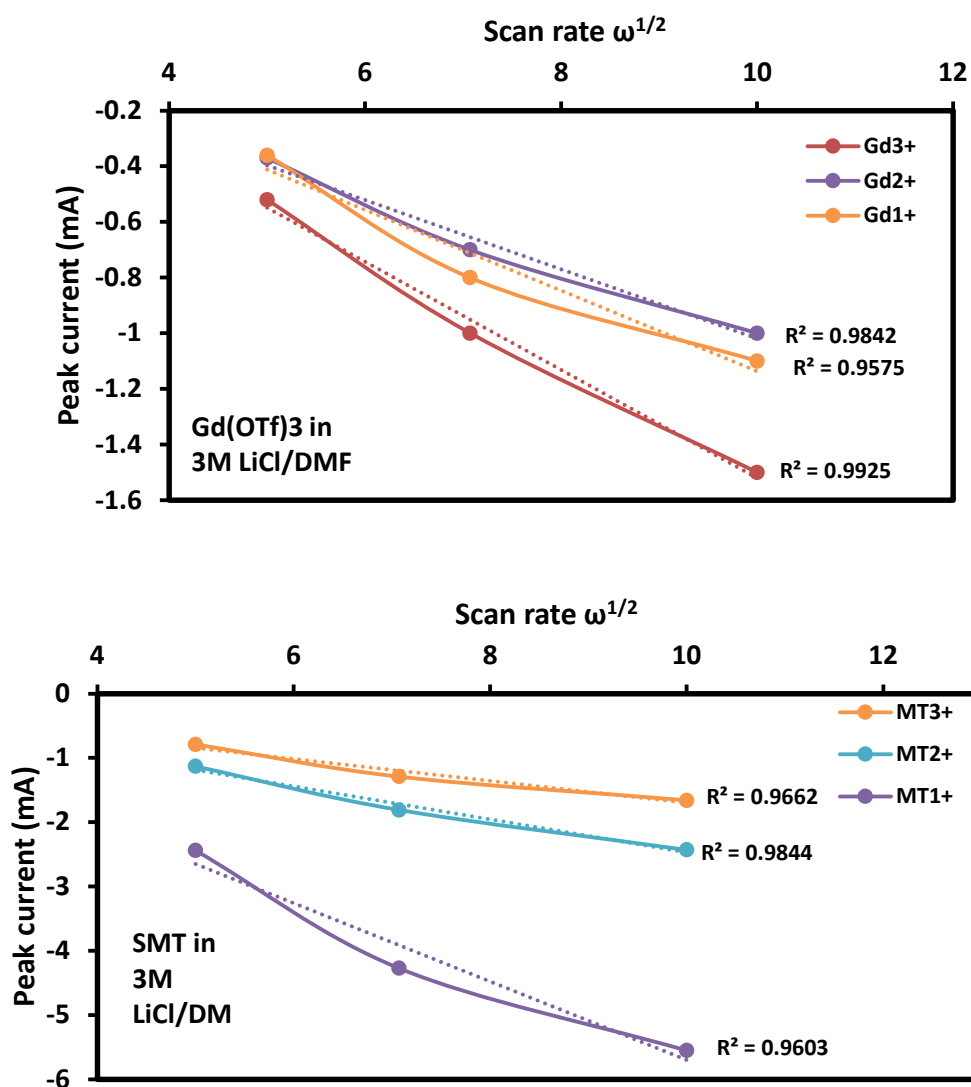 Scan rate ω^1/2
4 6 8 10 12
-0.2
-0.4
-0.6
-0.8
-1
-1.2
-1.4
-1.6
Peak current (mA)
Gd3+
Gd2+
Gd1+
R² = 0.9842
R² = 0.9575
R² = 0.9925
Gd(OTf)3 in
3M LiCl/DMF
Scan rate ω^1/2
4 6 8 10 12
0
-1
-2
-3
-4
-5
-6
Peak current (mA)
MT3+
MT2+
MT1+
R² = 0.9662
R² = 0.9844
R² = 0.9603
SMT in
3M
LiCl/DM